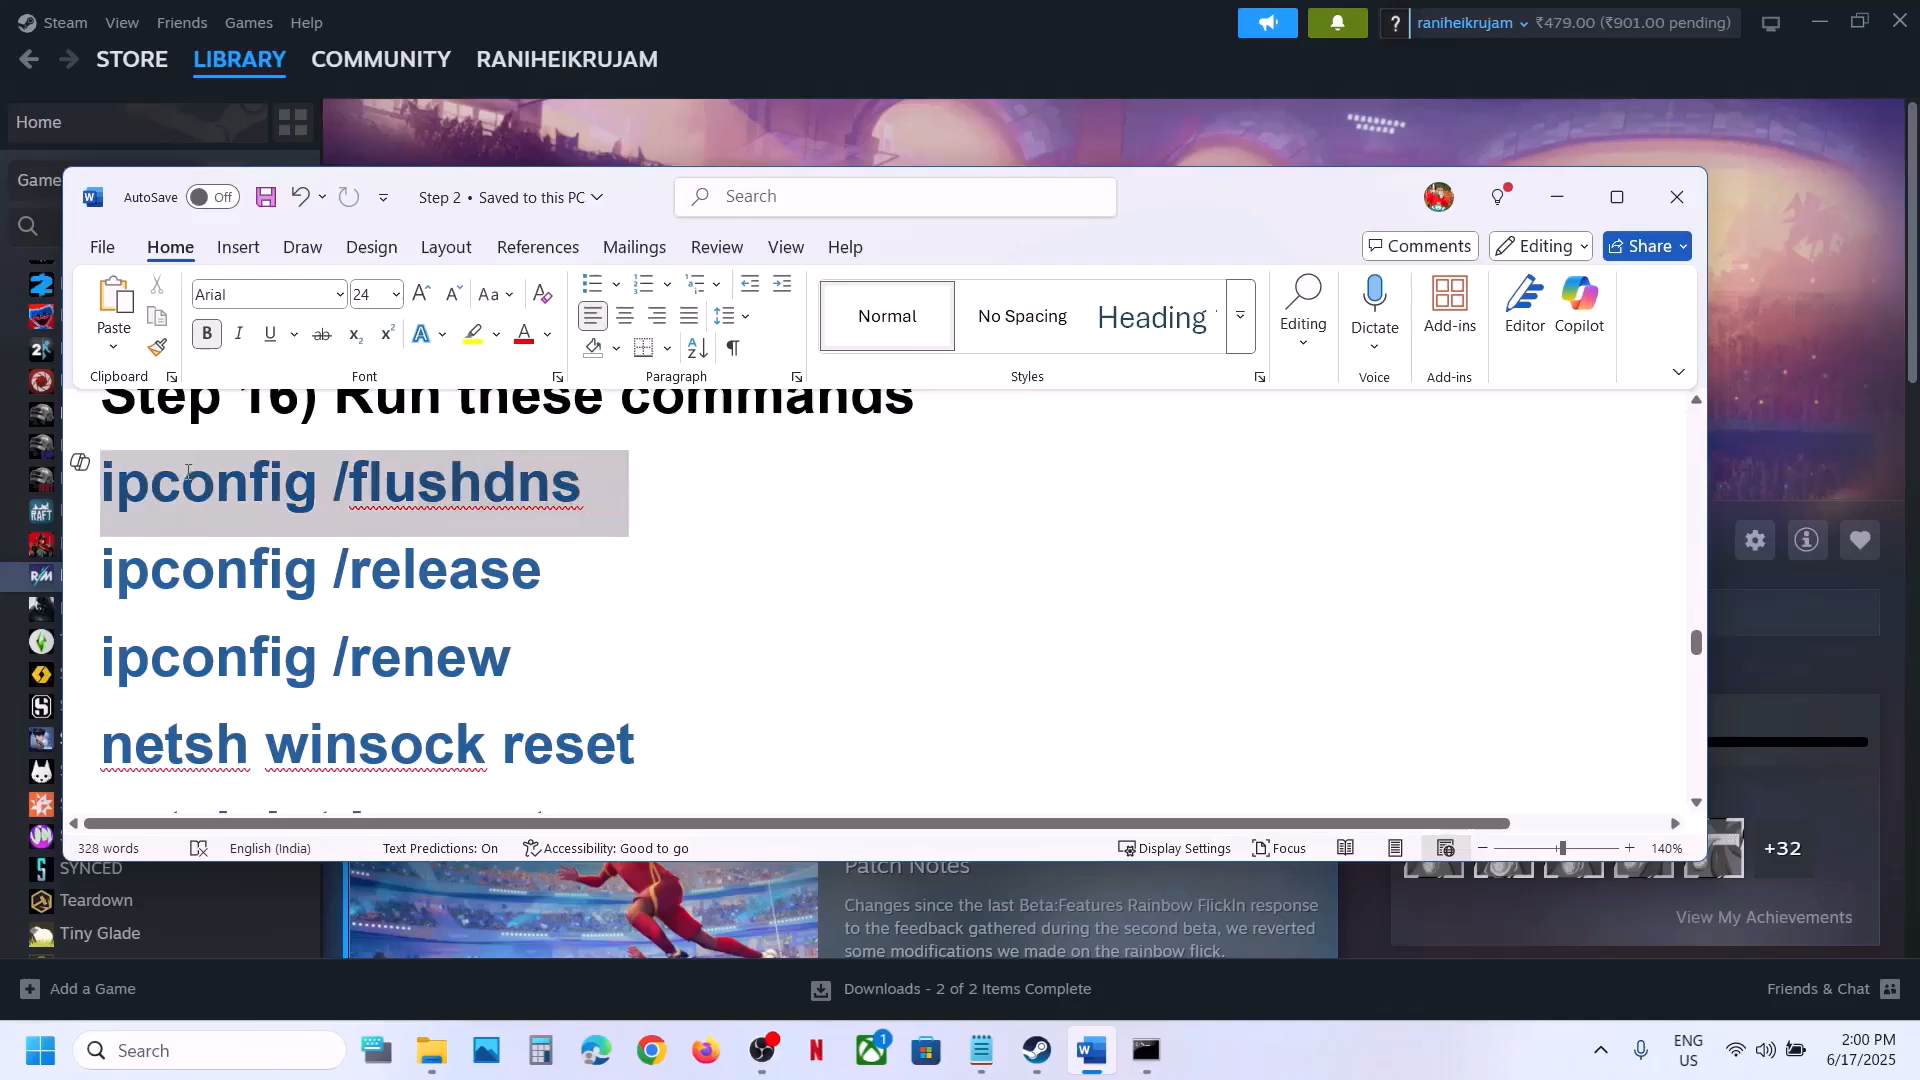 Steam View Friends Games Help
raniheikrujam ₹479.00 (₹901.00 pending)
STORE LIBRARY COMMUNITY RANIHEIKRUJAM
Home
Game
AutoSave Off Step 2 • Saved to this PC Search
File Home Insert Draw Design Layout References Mailings Review View Help Comments Editing Share
Paste
Arial 24
Normal No Spacing Heading
Editing Dictate Add-ins Editor Copilot
Clipboard Font Paragraph Styles Voice Add-ins
Step 16) Run these commands
ipconfig /flushdns
ipconfig /release
ipconfig /renew
netsh winsock reset
328 words English (India) Text Predictions: On Accessibility: Good to go Display Settings Focus 140%
SYNCED
Teardown
Tiny Glade
Patch Notes
Changes since the last Beta:Features Rainbow FlickIn response
to the feedback gathered during the second beta, we reverted
some modifications we made on the rainbow flick.
+32
View My Achievements
Add a Game Downloads - 2 of 2 Items Complete Friends & Chat
Search
ENG
US
2:00 PM
6/17/2025